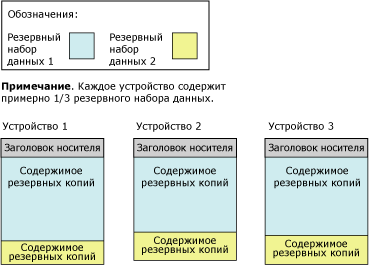 Обозначения:
Резервный
набор
данных 1
Резервный
набор
данных 2
Примечание. Каждое устройство содержит
примерно 1/3 резервного набора данных.
Устройство 1
Устройство 2
Устройство 3
Заголовок носителя
Заголовок носителя
Заголовок носителя
Содержимое
резервных копий
Содержимое
резервных копий
Содержимое
резервных копий
Содержимое
резервных копий
Содержимое
резервных копий
Содержимое
резервных копий